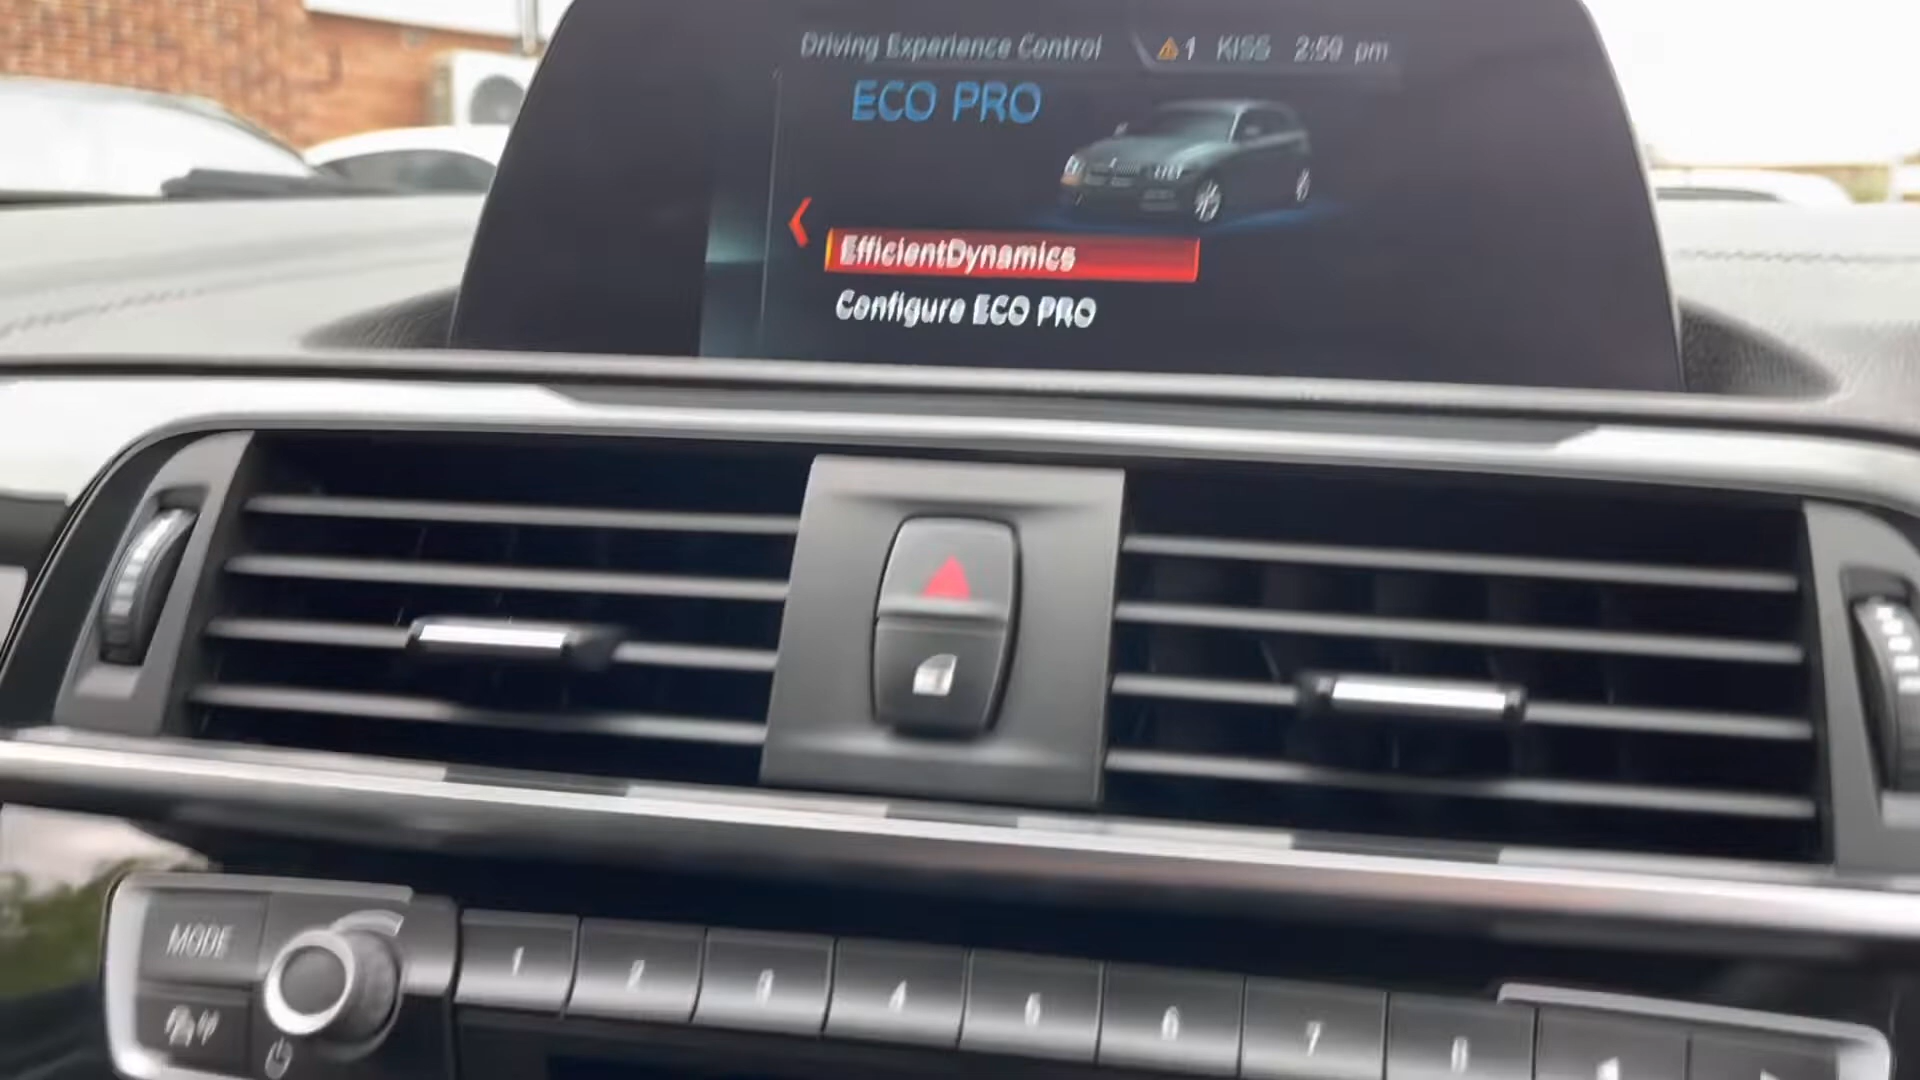 Driving Experience Control
1 KISS 2:59 pm
ECO PRO
EfficientDynamics
Configure ECO PRO
MODE
1 2 3 4 5 6 7 8